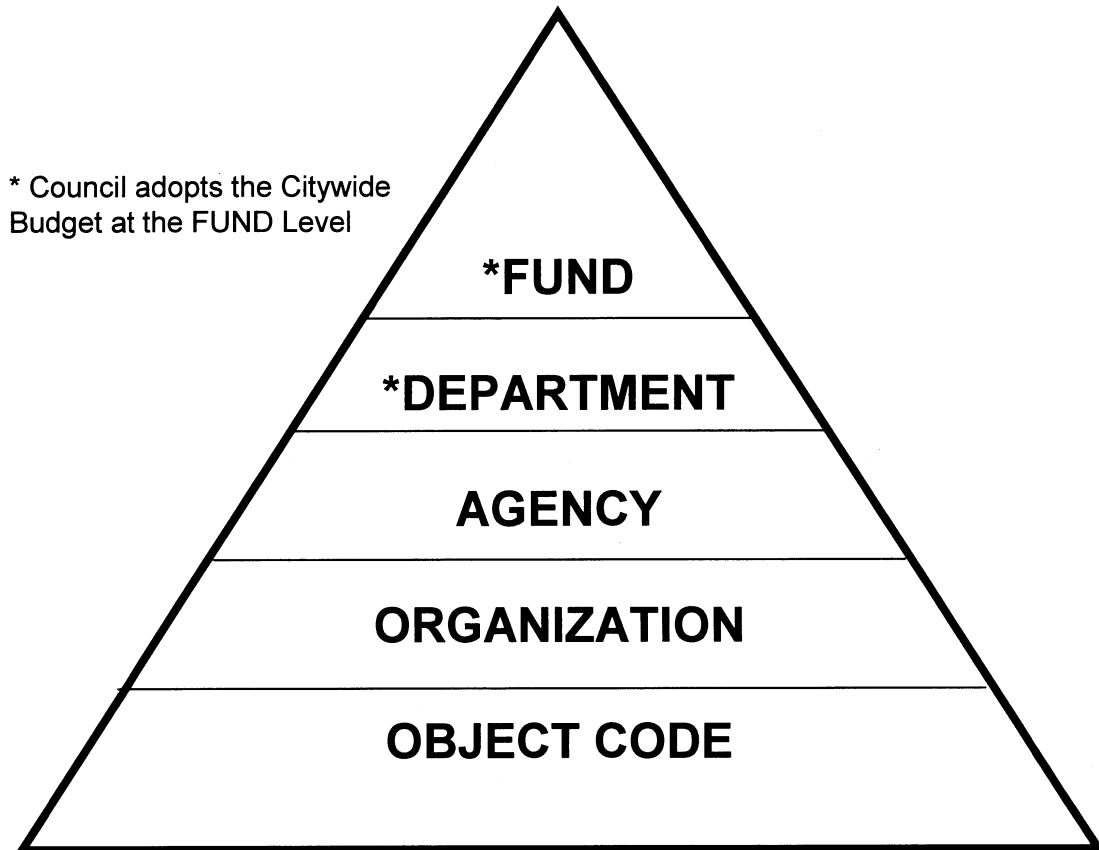 * Council adopts the Citywide
Budget at the FUND Level
*FUND
*DEPARTMENT
AGENCY
ORGANIZATION
OBJECT CODE